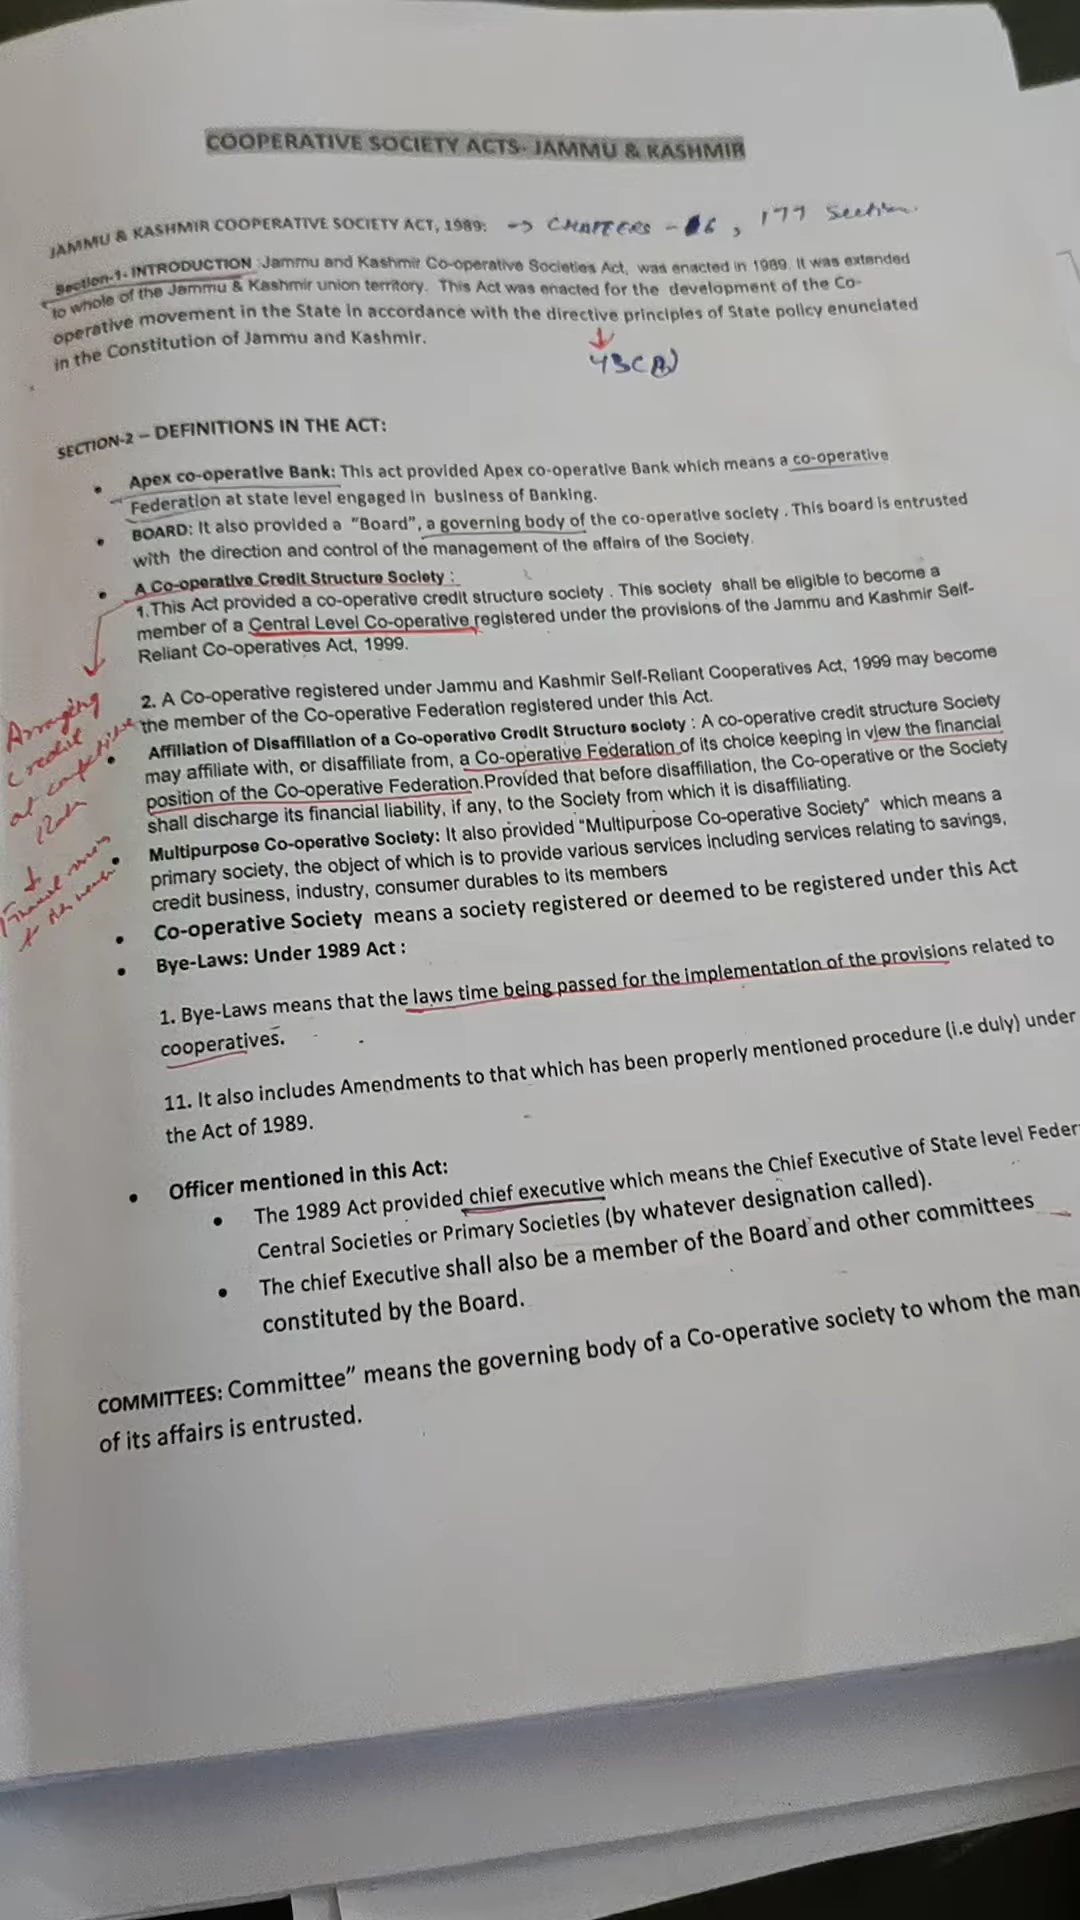 COOPERATIVE SOCIETY ACTS- JAMMU & KASHMIR
JAMMU & KASHMIR COOPERATIVE SOCIETY ACT, 1989: → CHAPTERS - 6, 177 Section.
Section-1- INTRODUCTION Jammu and Kashmir Co-operative Societies Act, was enacted in 1989. It was extended
to whole of the Jammu & Kashmir union territory. This Act was enacted for the development of the Co-
operative movement in the State in accordance with the directive principles of State policy enunciated
in the Constitution of Jammu and Kashmir.
43(B)
SECTION-2 – DEFINITIONS IN THE ACT:
• Apex co-operative Bank: This act provided Apex co-operative Bank which means a co-operative
Federation at state level engaged in business of Banking.
• BOARD: It also provided a "Board", a governing body of the co-operative society . This board is entrusted
with the direction and control of the management of the affairs of the Society.
• A Co-operative Credit Structure Society :
1.This Act provided a co-operative credit structure society . This society shall be eligible to become a
member of a Central Level Co-operative registered under the provisions of the Jammu and Kashmir Self-
Reliant Co-operatives Act, 1999.
2. A Co-operative registered under Jammu and Kashmir Self-Reliant Cooperatives Act, 1999 may become
the member of the Co-operative Federation registered under this Act.
• Affiliation of Disaffiliation of a Co-operative Credit Structure society : A co-operative credit structure Society
may affiliate with, or disaffiliate from, a Co-operative Federation of its choice keeping in view the financial
position of the Co-operative Federation.Provided that before disaffiliation, the Co-operative or the Society
shall discharge its financial liability, if any, to the Society from which it is disaffiliating.
• Multipurpose Co-operative Society: It also provided "Multipurpose Co-operative Society" which means a
primary society, the object of which is to provide various services including services relating to savings,
credit business, industry, consumer durables to its members
• Co-operative Society means a society registered or deemed to be registered under this Act
• Bye-Laws: Under 1989 Act :
1. Bye-Laws means that the laws time being passed for the implementation of the provisions related to
cooperatives.
11. It also includes Amendments to that which has been properly mentioned procedure (i.e duly) under
the Act of 1989.
• Officer mentioned in this Act:
• The 1989 Act provided chief executive which means the Chief Executive of State level Feder
Central Societies or Primary Societies (by whatever designation called).
• The chief Executive shall also be a member of the Board and other committees
constituted by the Board.
COMMITTEES: Committee" means the governing body of a Co-operative society to whom the man
of its affairs is entrusted.
Arranging
credit
at competitive